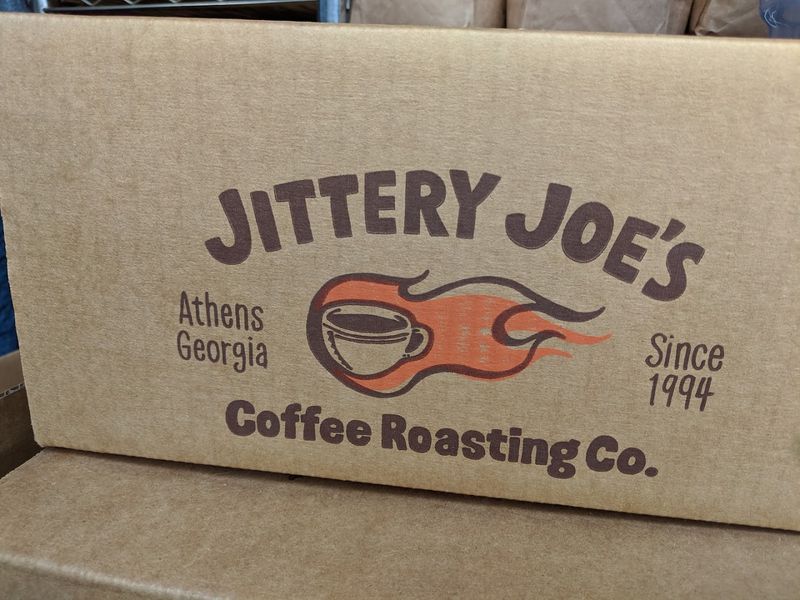 JITTERY JOE'S
Athens
Georgia
Since
1994
Coffee Roasting Co.